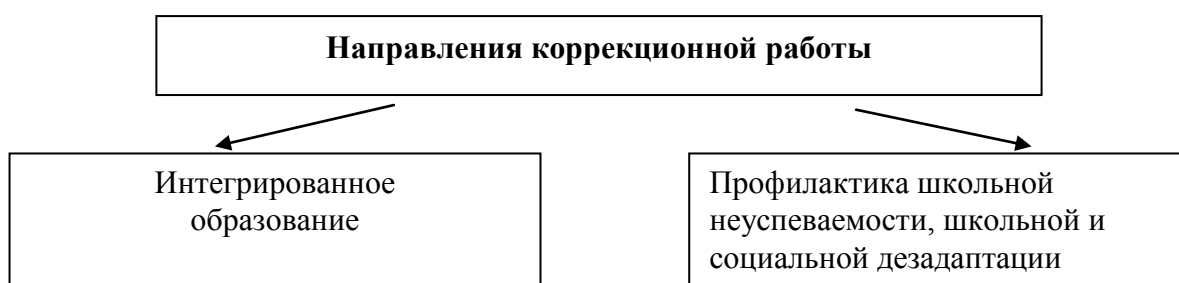 Направления коррекционной работы
Интегрированное
образование
Профилактика школьной
неуспеваемости, школьной и
социальной дезадаптации